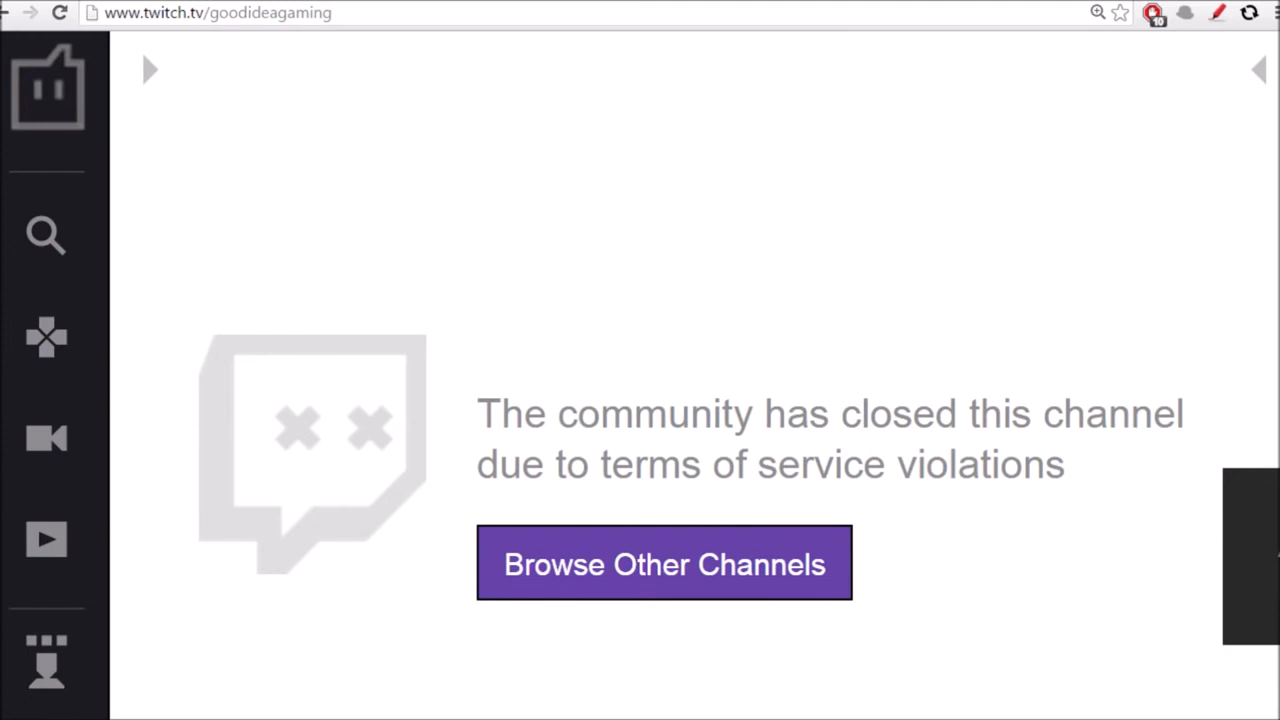 www.twitch.tv/goodideagaming
10
The community has closed this channel
due to terms of service violations
Browse Other Channels